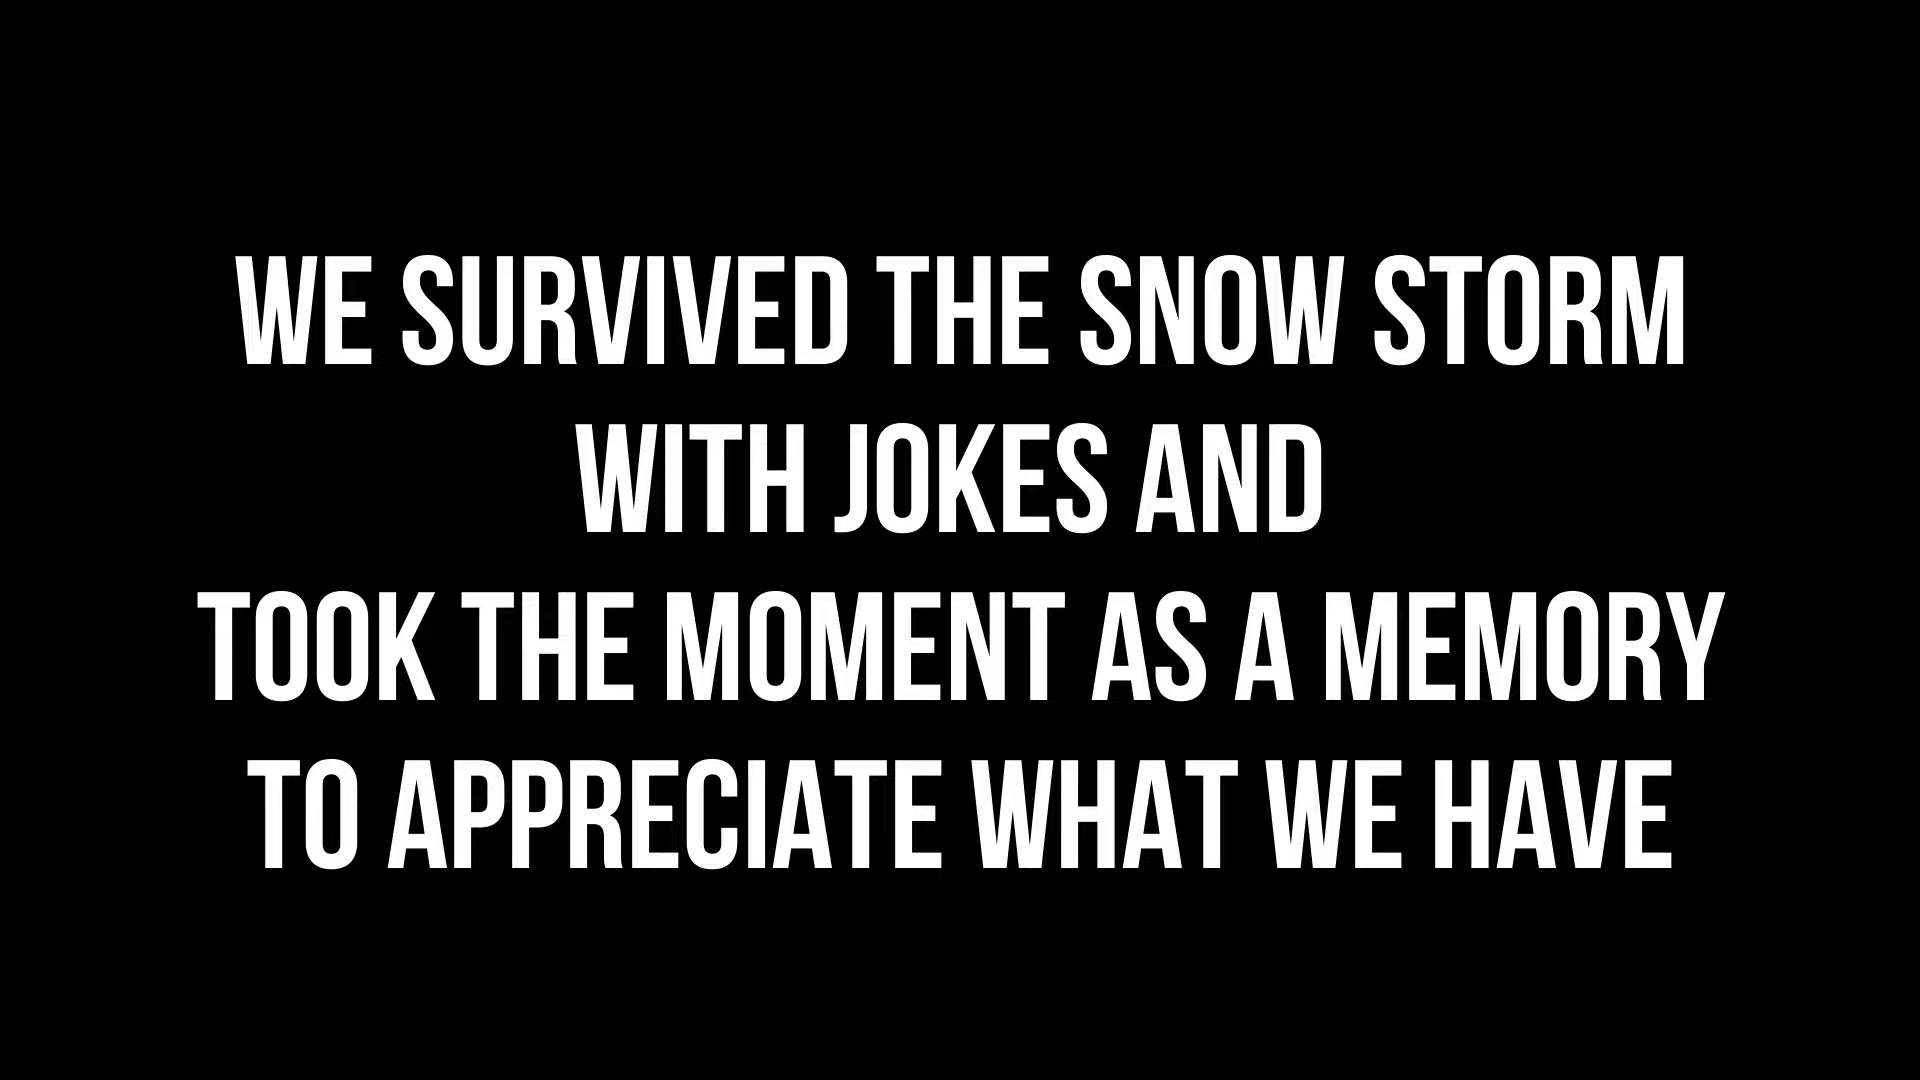 WE SURVIVED THE SNOW STORM
WITH JOKES AND
TOOK THE MOMENT AS A MEMORY
TO APPRECIATE WHAT WE HAVE